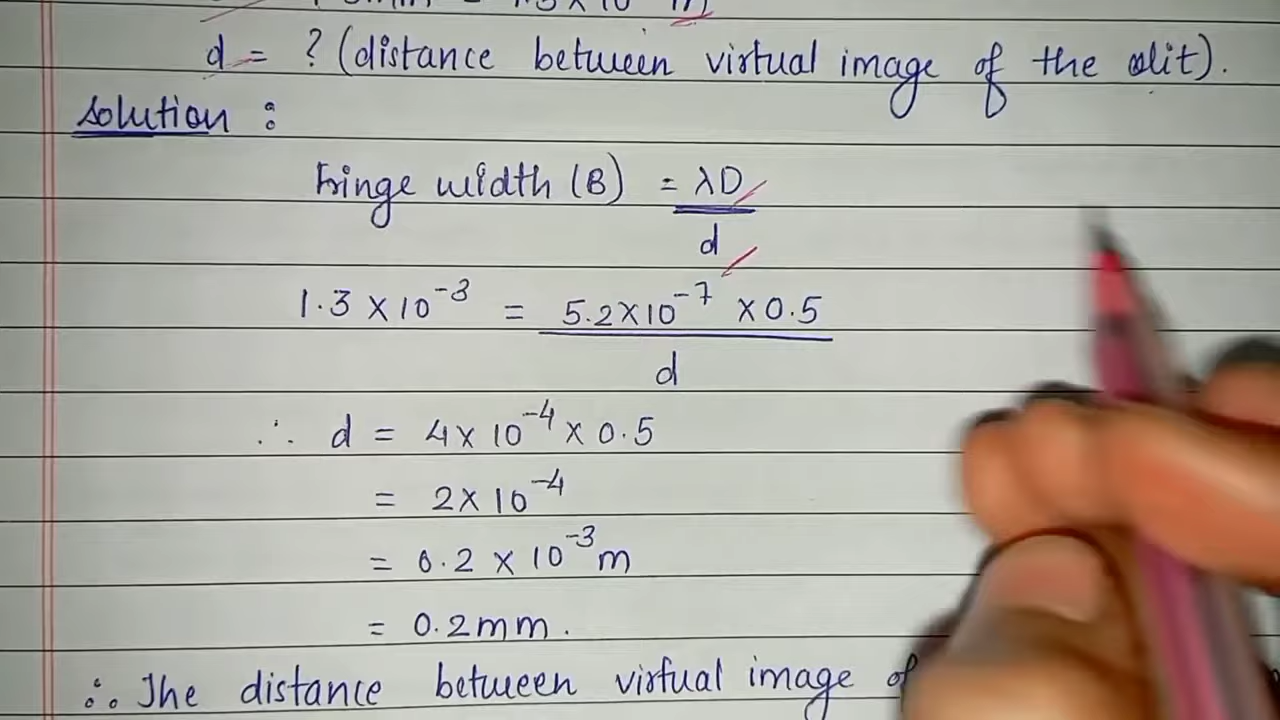 d = ? (distance between virtual image of the slit).
Solution :
Fringe width (B) = λD
d
1.3 × 10⁻³ = 5.2×10⁻⁷ × 0.5
d
∴ d = 4× 10⁻⁴ × 0.5
= 2× 10⁻⁴
= 0.2 × 10⁻³ m
= 0.2mm.
∴ The distance between virtual image of